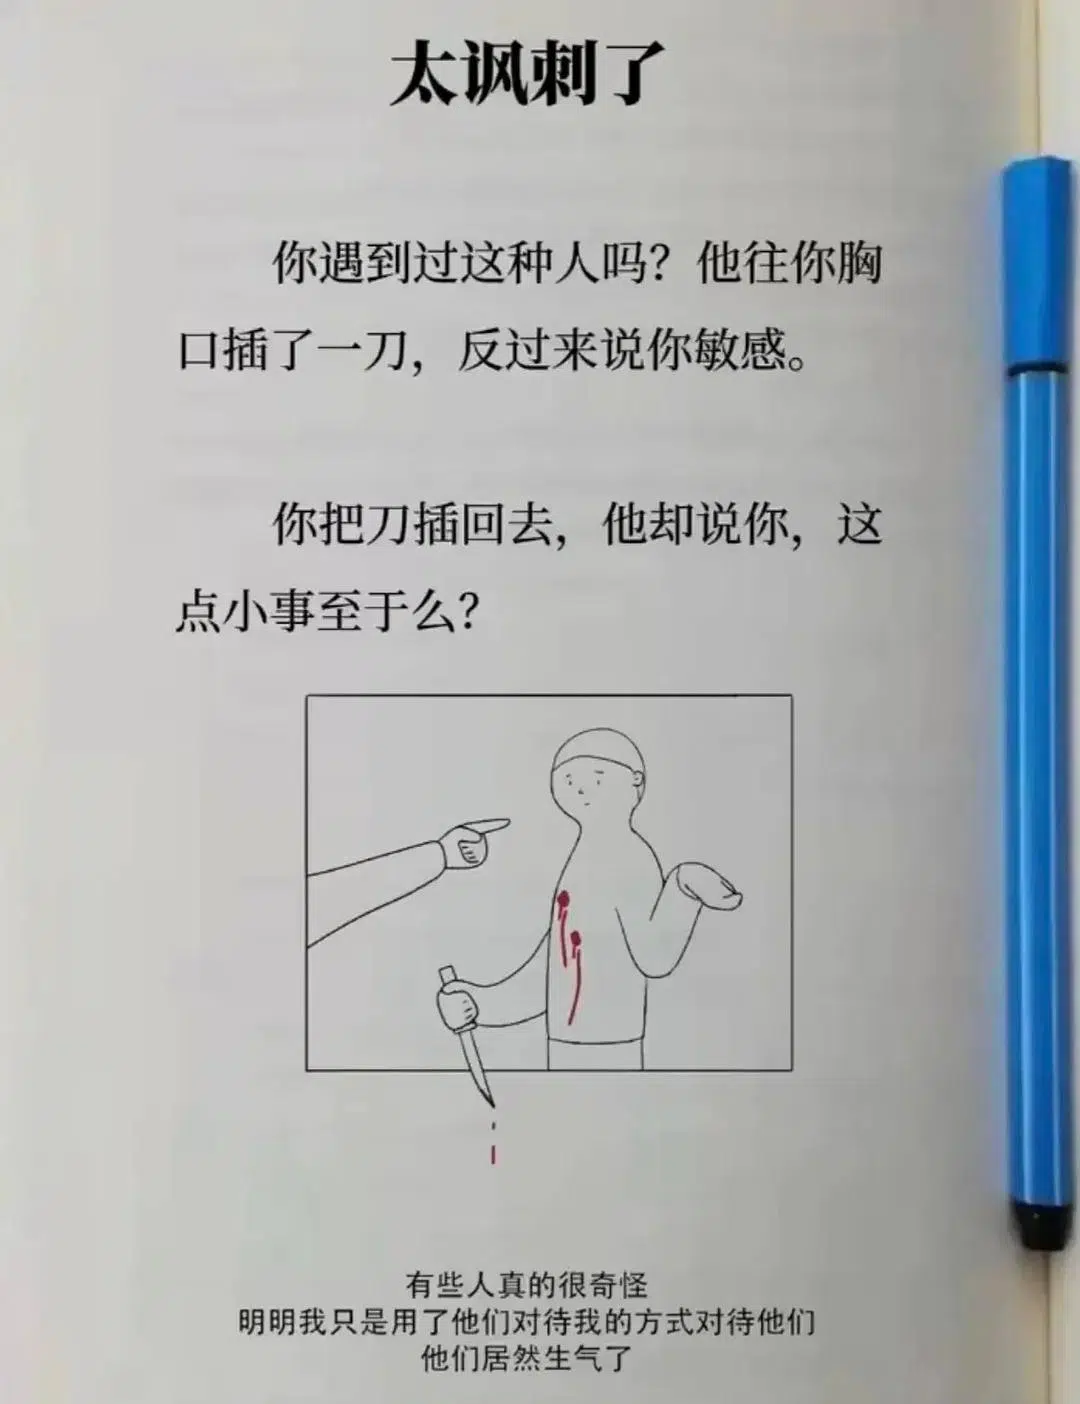 太讽刺了
你遇到过这种人吗？他往你胸
口插了一刀，反过来说你敏感。
你把刀插回去，他却说你，这
点小事至于么？
有些人真的很奇怪
明明我只是用了他们对待我的方式对待他们
他们居然生气了